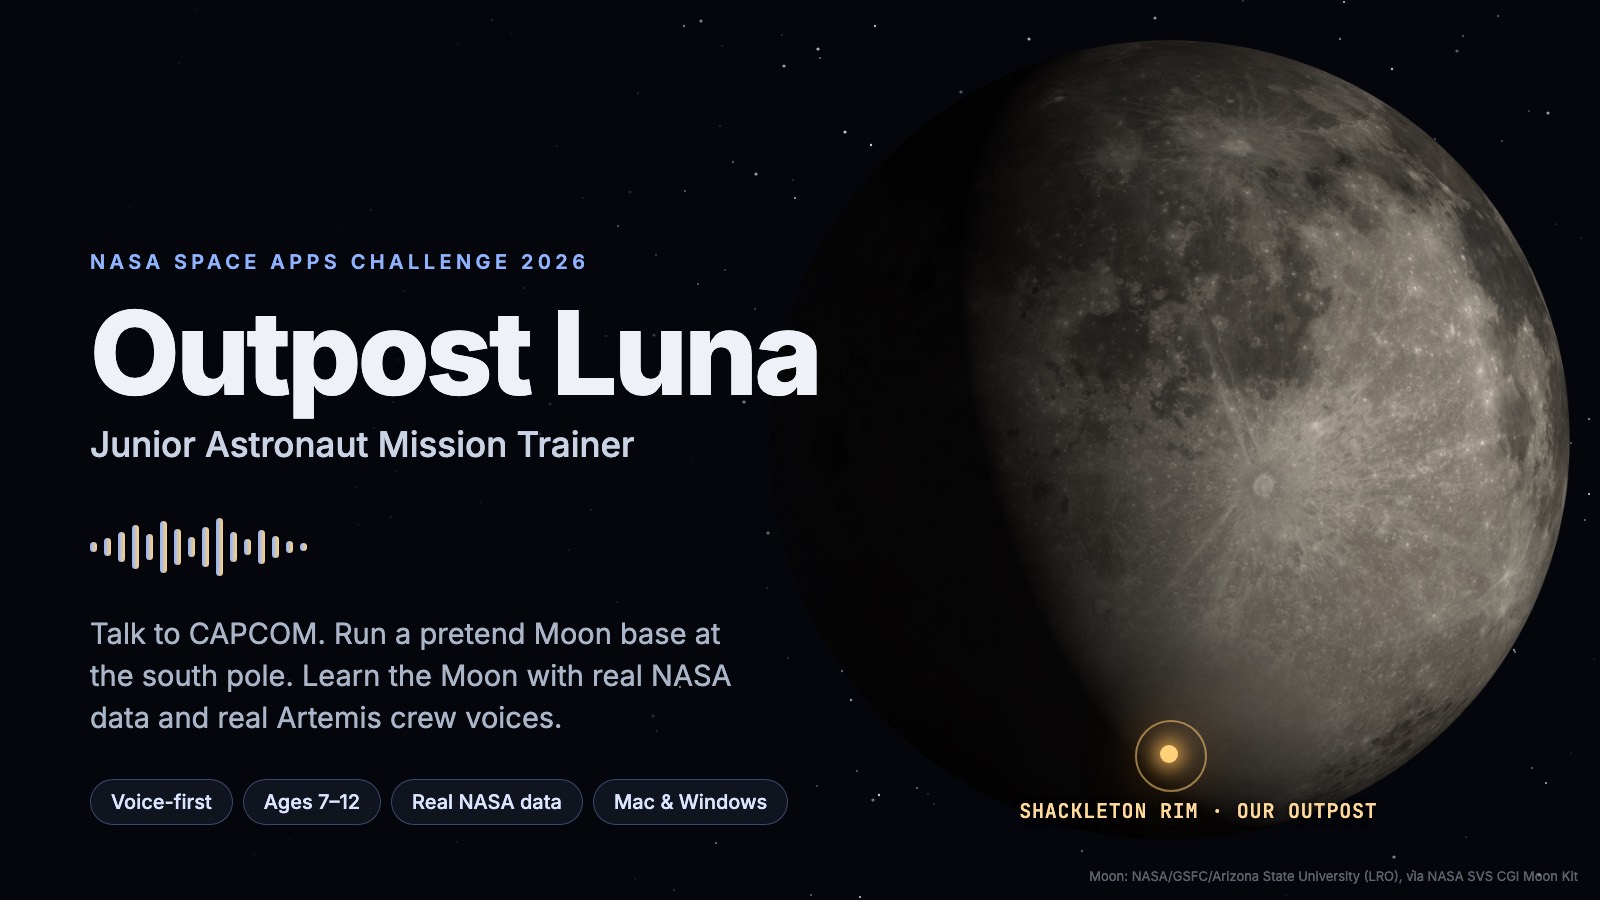 NASA SPACE APPS CHALLENGE 2026
Outpost Luna
Junior Astronaut Mission Trainer
Talk to CAPCOM. Run a pretend Moon base at
the south pole. Learn the Moon with real NASA
data and real Artemis crew voices.
Voice-first
Ages 7–12
Real NASA data
Mac & Windows
SHACKLETON RIM · OUR OUTPOST
Moon: NASA/GSFC/Arizona State University (LRO), via NASA SVS CGI Moon Kit